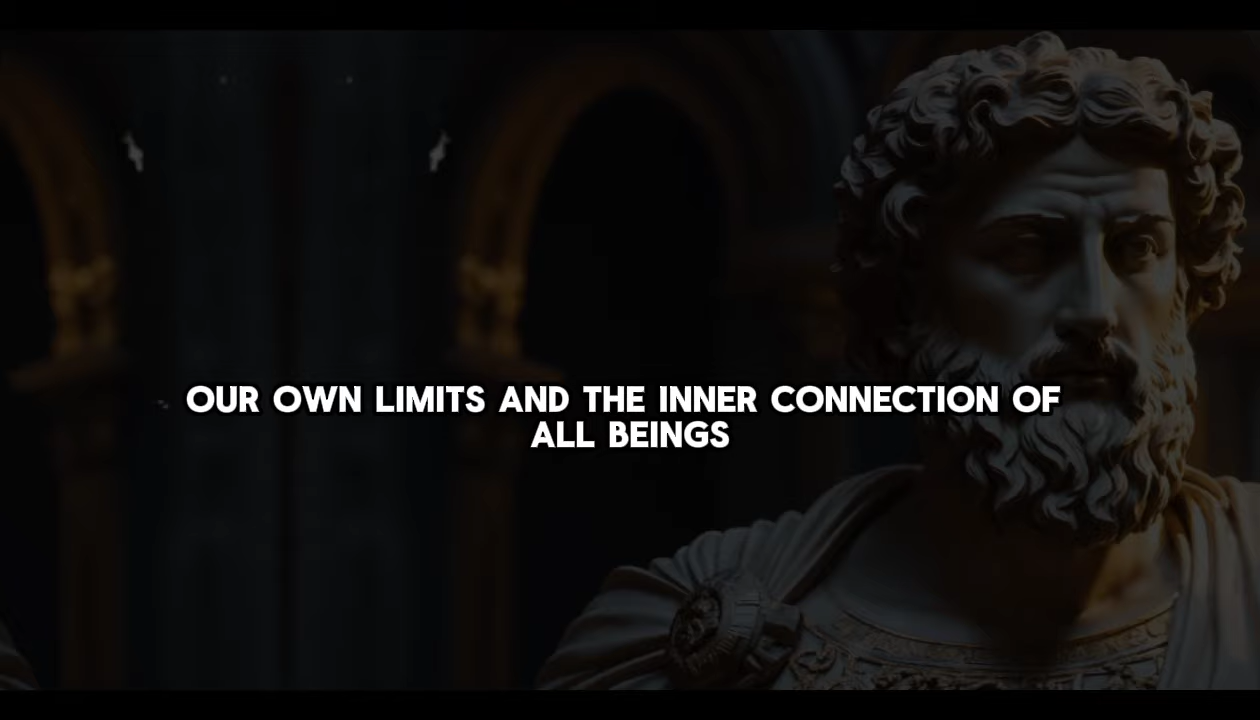 OUR OWN LIMITS AND THE INNER CONNECTION OF
ALL BEINGS